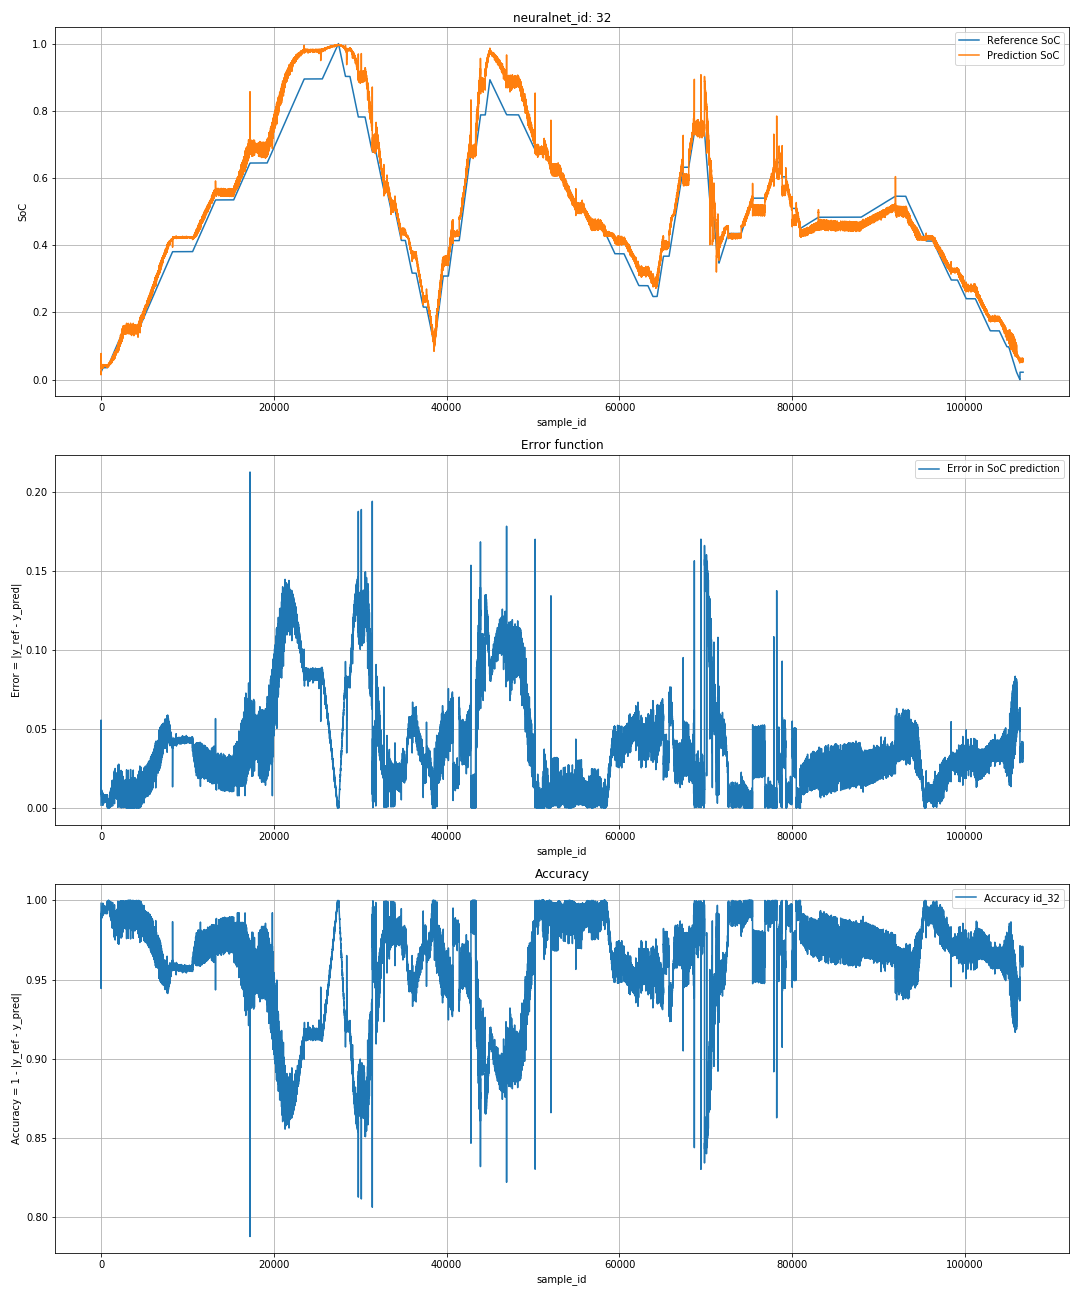 neuralnet_id: 32
Reference SoC
Prediction SoC
1.0
0.8
0.6
0.4
0.2
0.0
SoC
0 20000 40000 60000 80000 100000
sample_id
Error function
Error in SoC prediction
0.20
0.15
0.10
0.05
0.00
Error = |y_ref - y_pred|
0 20000 40000 60000 80000 100000
sample_id
Accuracy
Accuracy id_32
1.00
0.95
0.90
0.85
0.80
Accuracy = 1 - |y_ref - y_pred|
0 20000 40000 60000 80000 100000
sample_id